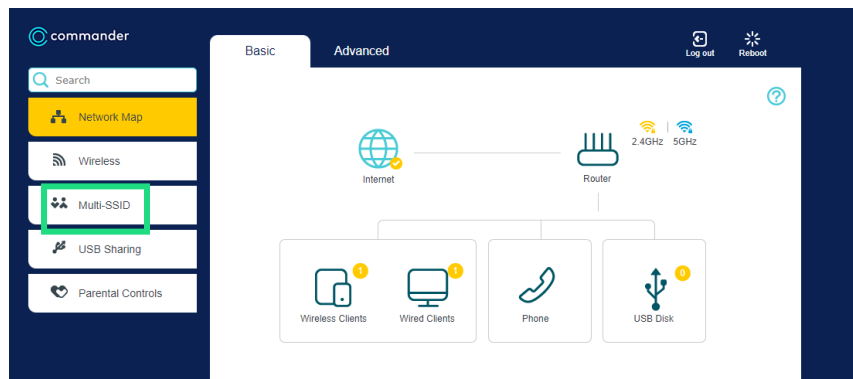 commander
Basic
Advanced
Log out
Reboot
Search
Network Map
Wireless
Multi-SSID
USB Sharing
Parental Controls
?
2.4GHz
5GHz
Internet
Router
1
1
0
Wireless Clients
Wired Clients
Phone
USB Disk